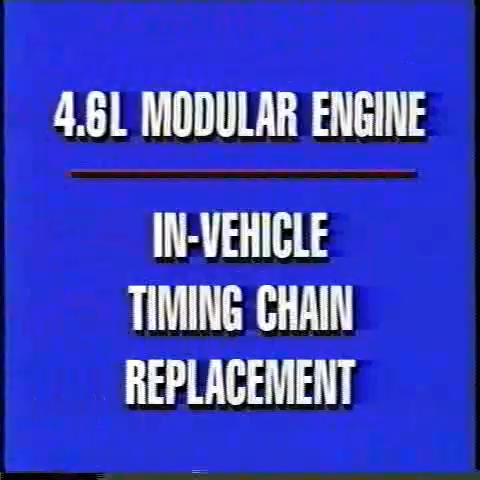 4.6L MODULAR ENGINE
IN-VEHICLE
TIMING CHAIN
REPLACEMENT